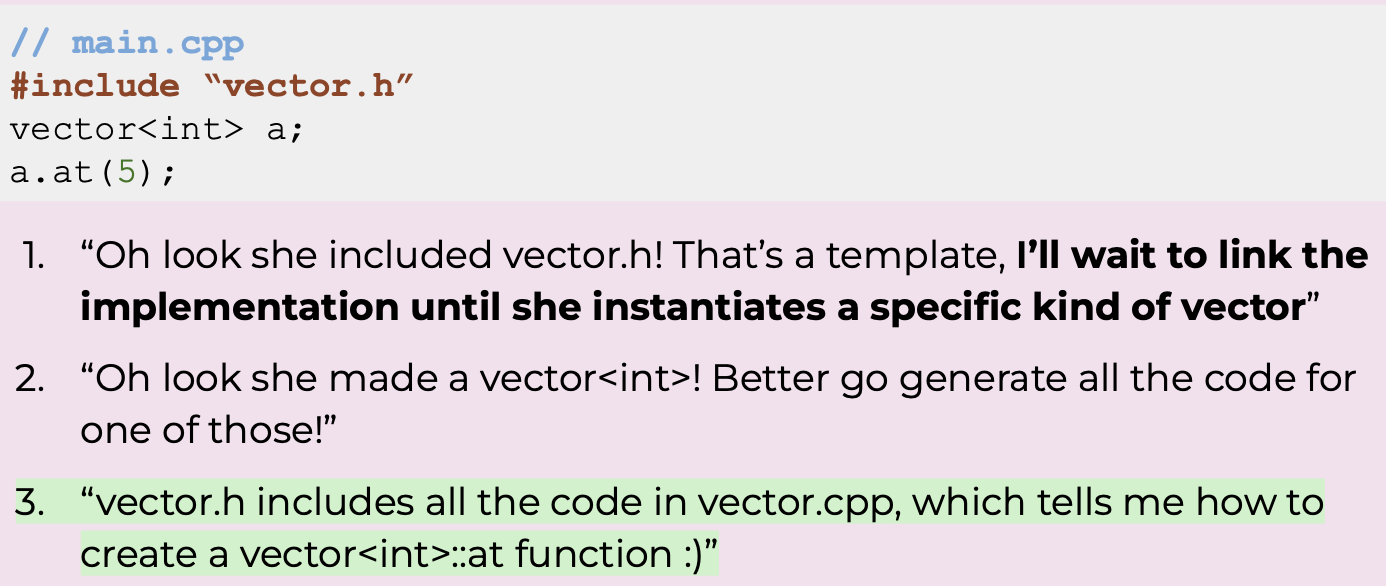 // main.cpp
#include “vector.h”
vector<int> a;
a.at(5);
1. “Oh look she included vector.h! That’s a template, I’ll wait to link the
implementation until she instantiates a specific kind of vector”
2. “Oh look she made a vector<int>! Better go generate all the code for
one of those!”
3. “vector.h includes all the code in vector.cpp, which tells me how to
create a vector<int>::at function :)”